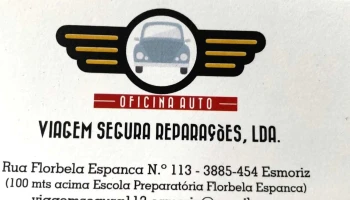 OFICINA AUTO
VIAGEM SEGURA REPARAÇÕES, LDA.
Rua Florbela Espanca N.º 113 - 3885-454 Esmoriz
(100 mts acima Escola Preparatória Florbela Espanca)